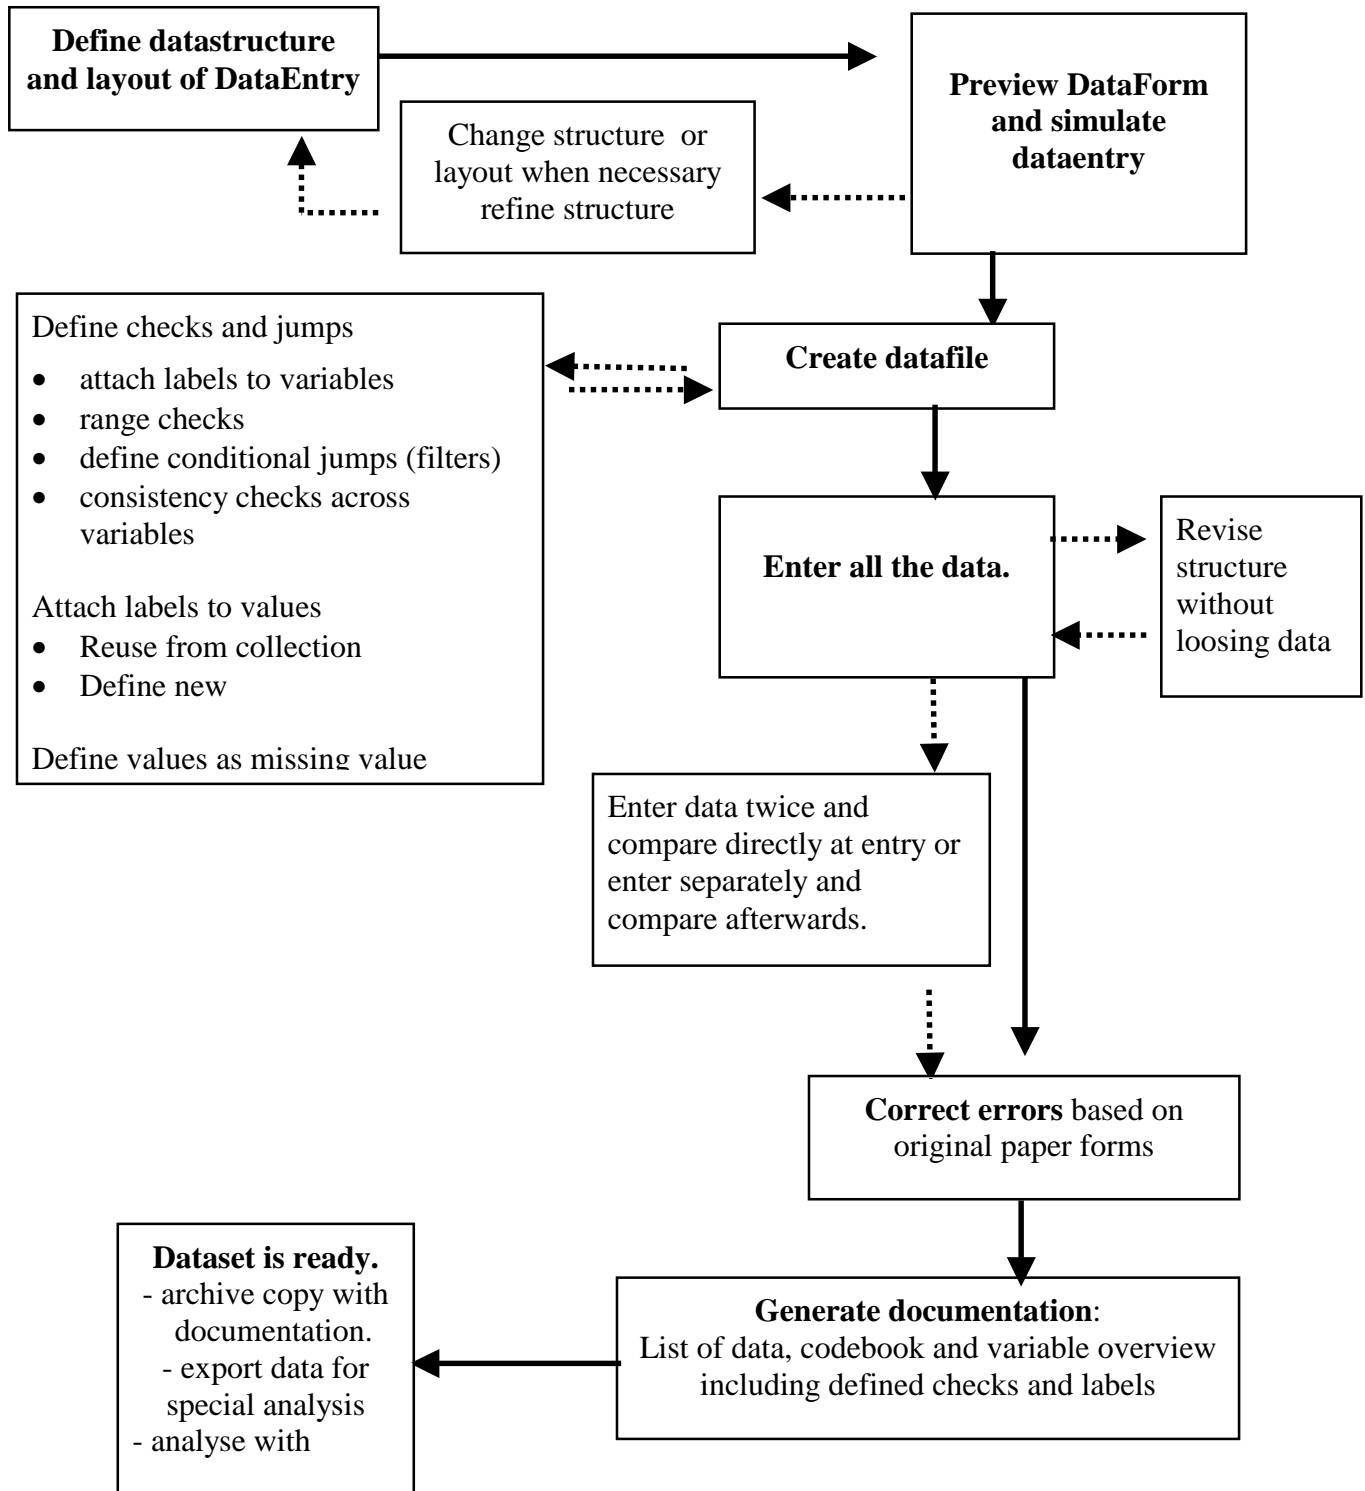 Define datastructure
and layout of DataEntry
Preview DataForm
and simulate
dataentry
Change structure or
layout when necessary
refine structure
Define checks and jumps
• attach labels to variables
• range checks
• define conditional jumps (filters)
• consistency checks across
variables
Attach labels to values
• Reuse from collection
• Define new
Define values as missing value
Create datafile
Enter all the data.
Revise
structure
without
loosing data
Enter data twice and
compare directly at entry or
enter separately and
compare afterwards.
Correct errors based on
original paper forms
Generate documentation:
List of data, codebook and variable overview
including defined checks and labels
Dataset is ready.
- archive copy with
documentation.
- export data for
special analysis
- analyse with